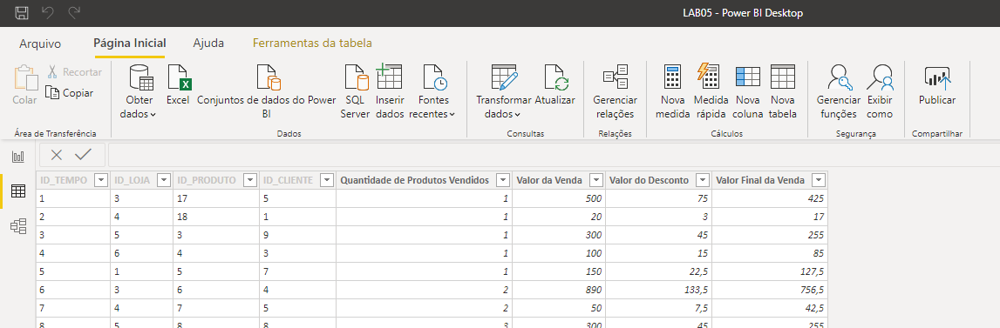 LAB05 - Power BI Desktop
Arquivo Página Inicial Ajuda Ferramentas da tabela
Colar
Recortar
Copiar
Área de Transferência
Obter dados
Excel
Conjuntos de dados do Power BI
SQL Server
Inserir dados
Fontes recentes
Dados
Transformar dados
Atualizar
Consultas
Gerenciar relações
Relações
Nova medida
Medida rápida
Nova coluna
Nova tabela
Cálculos
Gerenciar funções
Exibir como
Segurança
Publicar
Compartilhar
ID_TEMPO ID_LOJA ID_PRODUTO ID_CLIENTE Quantidade de Produtos Vendidos Valor da Venda Valor do Desconto Valor Final da Venda
1 3 17 5 1 500 75 425
2 4 18 1 1 20 3 17
3 5 3 9 1 300 45 255
4 6 4 3 1 100 15 85
5 1 5 7 1 150 22,5 127,5
6 3 6 4 2 890 133,5 756,5
7 4 7 5 2 50 7,5 42,5
8 5 8 8 3 300 45 255